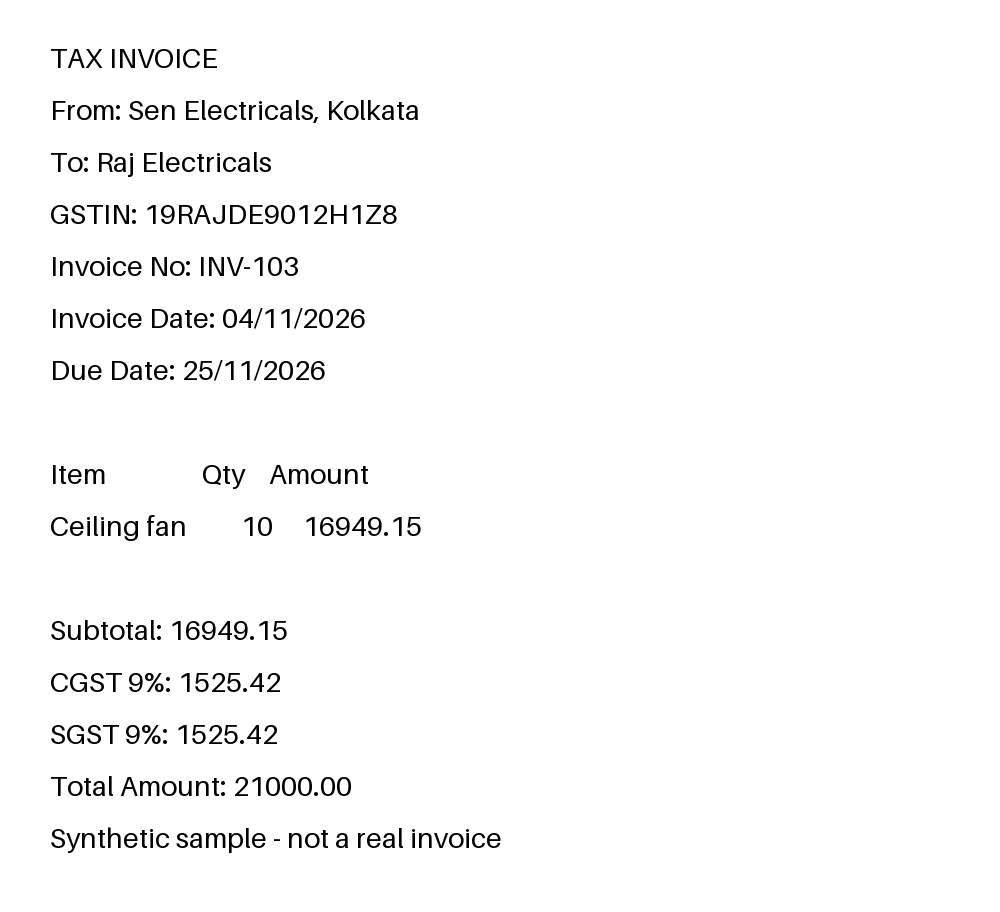 TAX INVOICE
From: Sen Electricals, Kolkata
To: Raj Electricals
GSTIN: 19RAJDE9012H1Z8
Invoice No: INV-103
Invoice Date: 04/11/2026
Due Date: 25/11/2026
Item Qty Amount
Ceiling fan 10 16949.15
Subtotal: 16949.15
CGST 9%: 1525.42
SGST 9%: 1525.42
Total Amount: 21000.00
Synthetic sample - not a real invoice